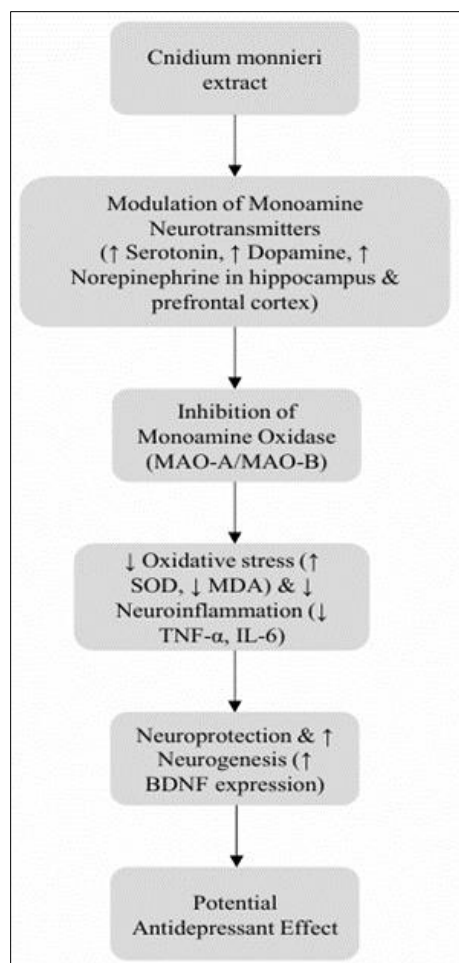 Cnidium monnieri
extract
Modulation of Monoamine
Neurotransmitters
(↑ Serotonin, ↑ Dopamine, ↑
Norepinephrine in hippocampus &
prefrontal cortex)
Inhibition of
Monoamine Oxidase
(MAO-A/MAO-B)
↓ Oxidative stress (↑
SOD, ↓ MDA) & ↓
Neuroinflammation (↓
TNF-α, IL-6)
Neuroprotection & ↑
Neurogenesis (↑
BDNF expression)
Potential
Antidepressant Effect